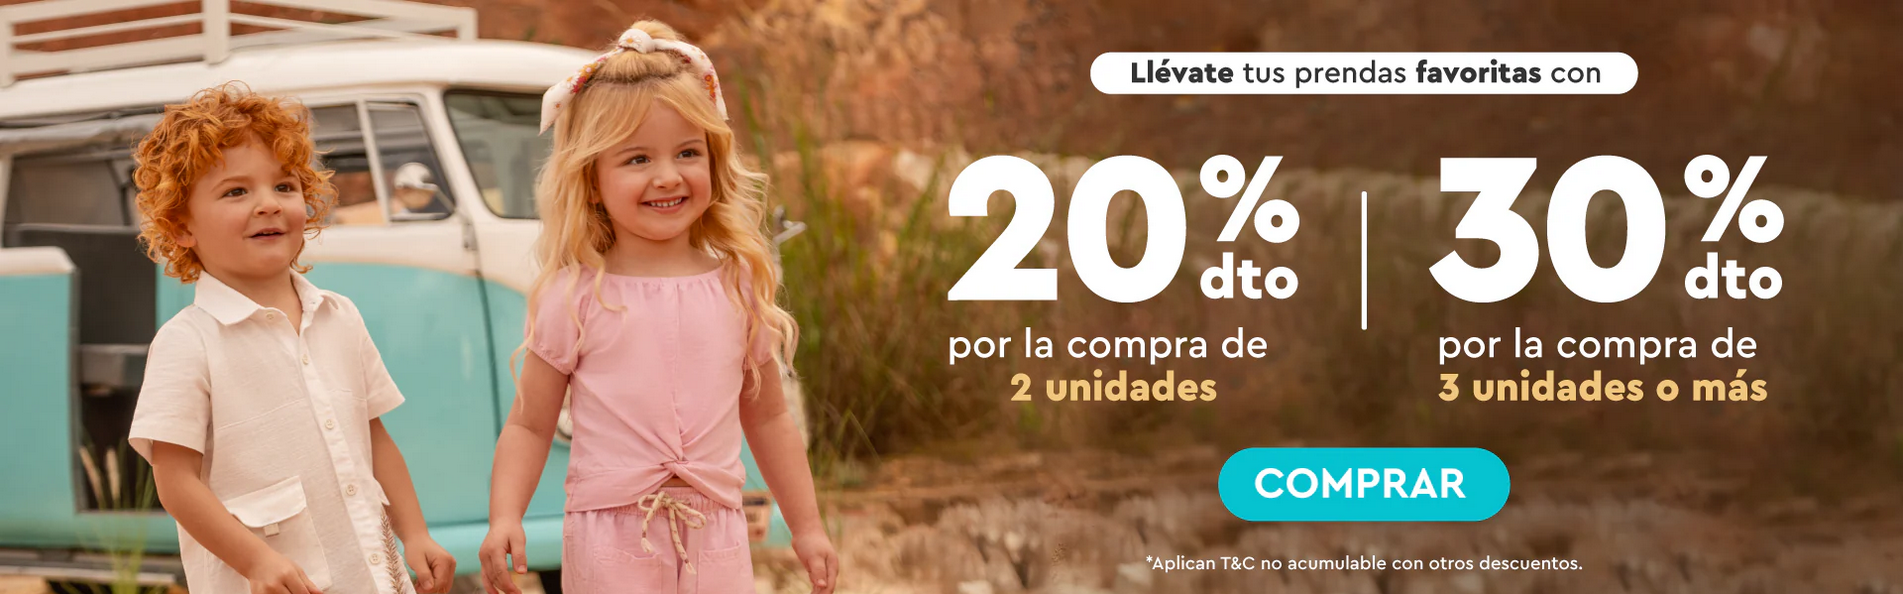 Llévate tus prendas favoritas con
20% dto
por la compra de
2 unidades
30% dto
por la compra de
3 unidades o más
COMPRAR
*Aplican T&C no acumulable con otros descuentos.